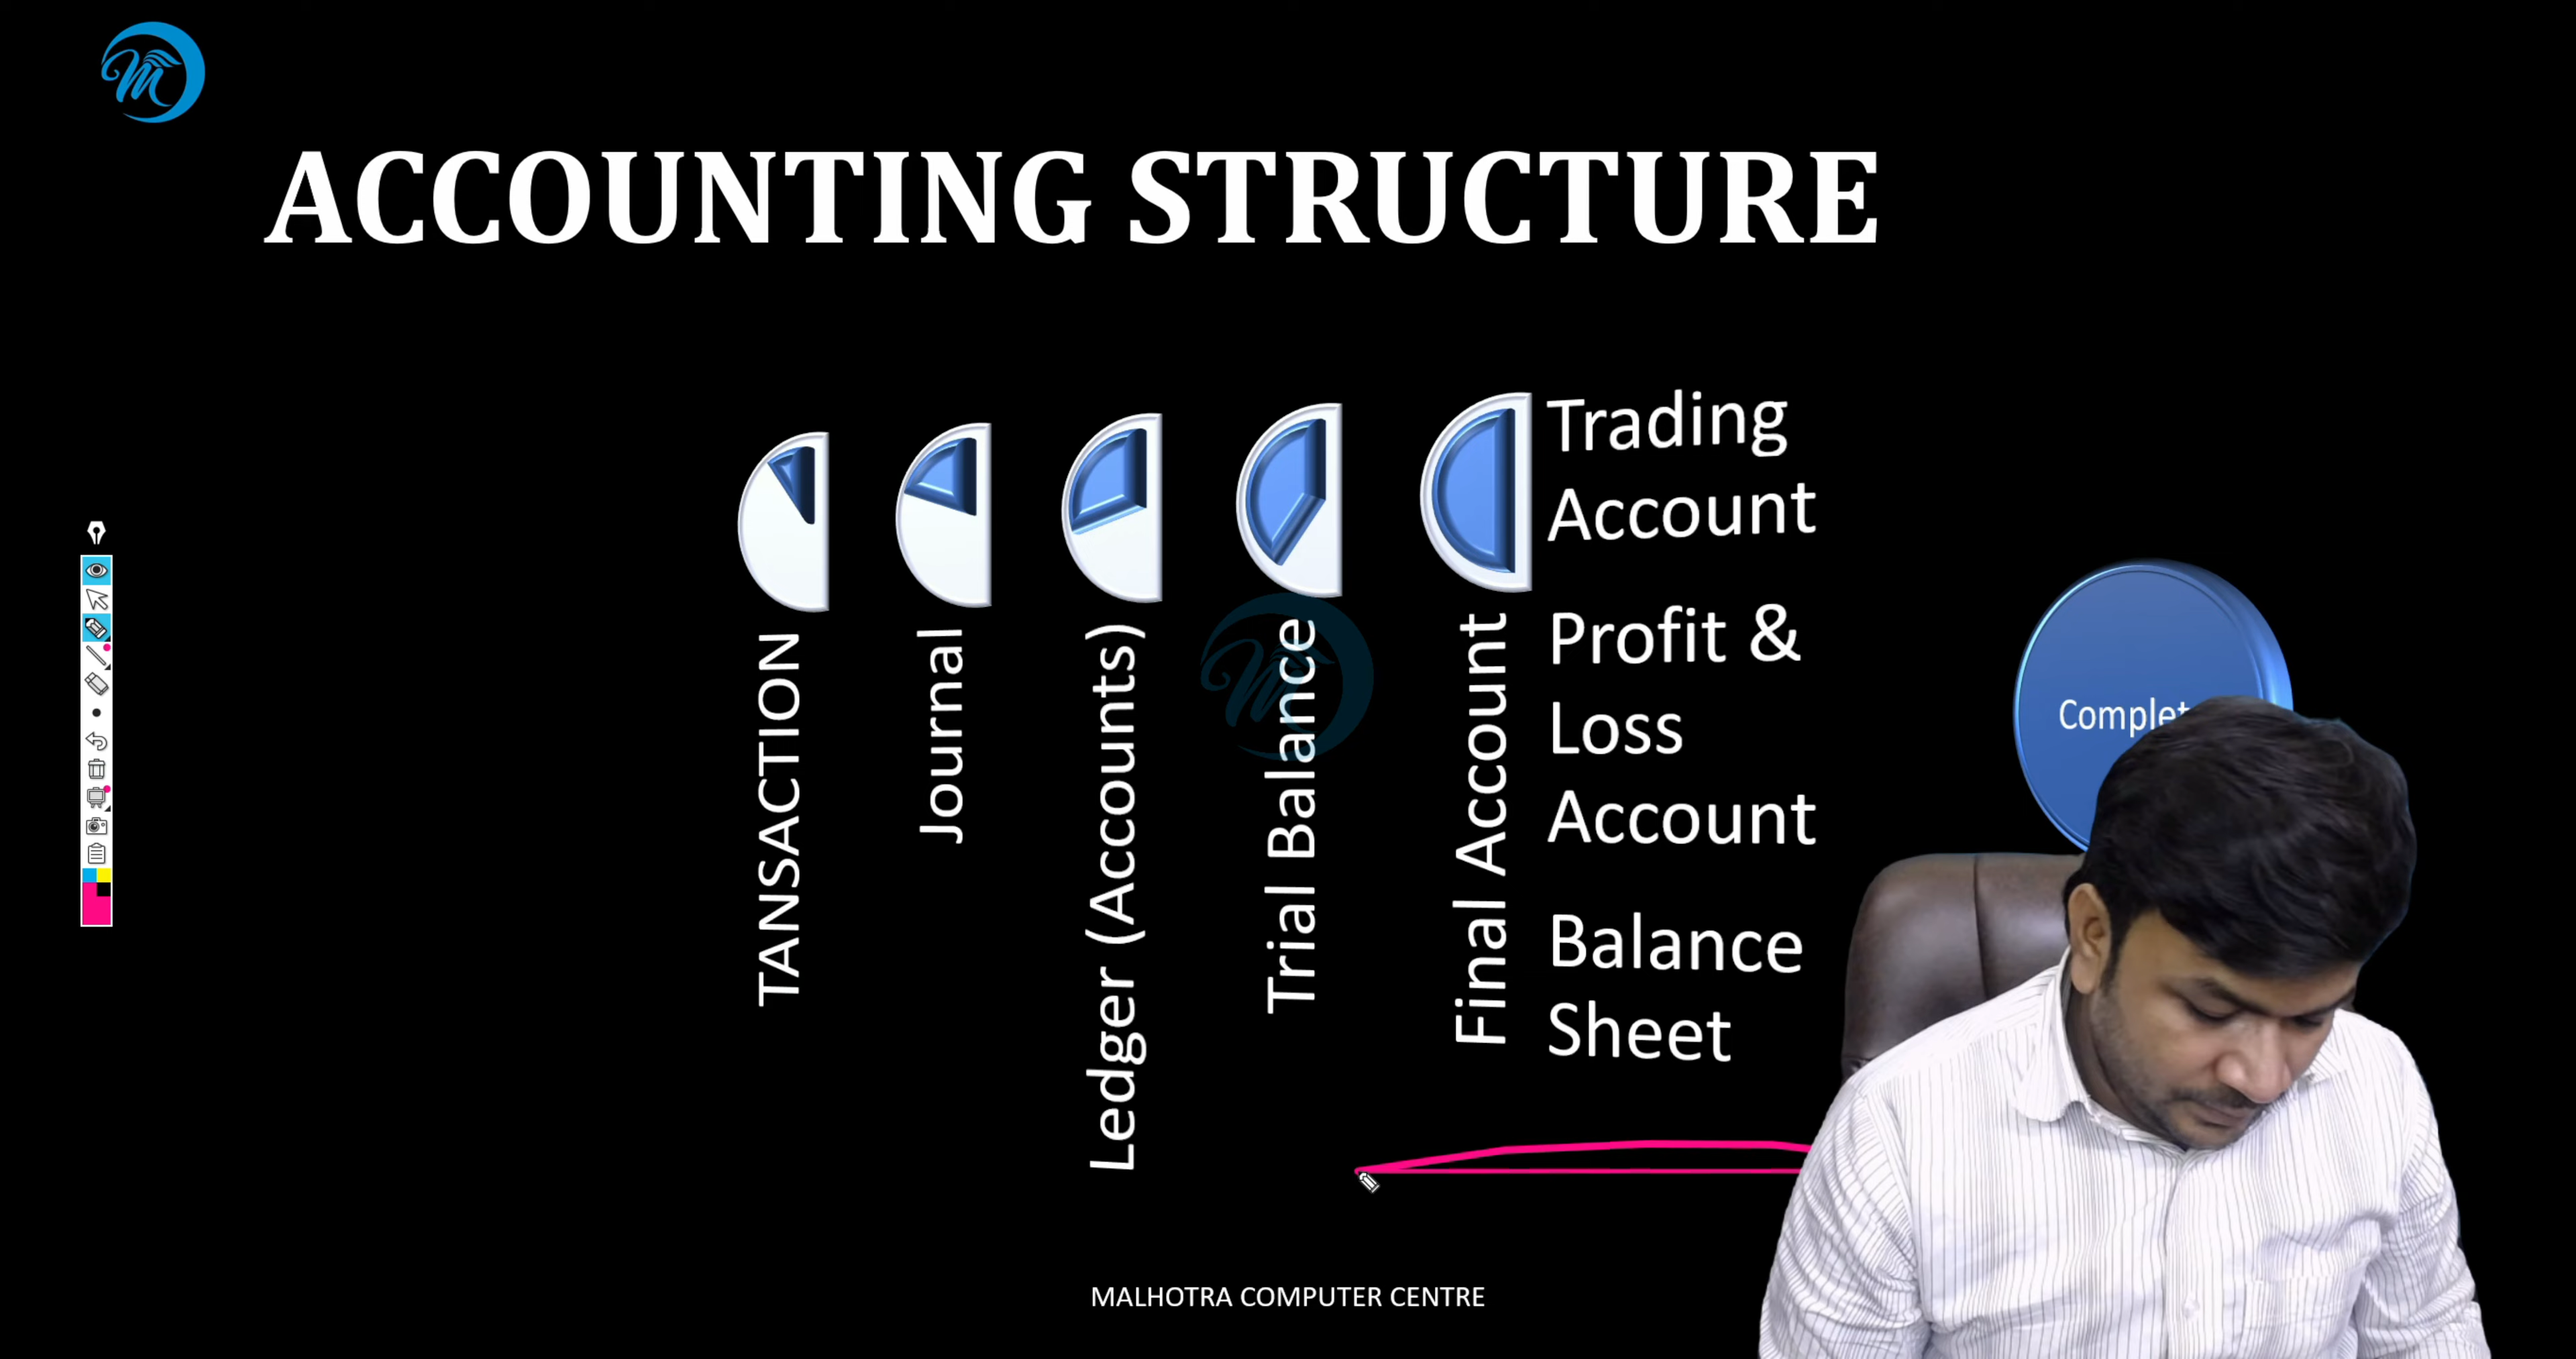 ACCOUNTING STRUCTURE
TANSACTION
Journal
Ledger (Accounts)
Trial Balance
Final Account
Trading
Account
Profit &
Loss
Account
Balance
Sheet
MALHOTRA COMPUTER CENTRE